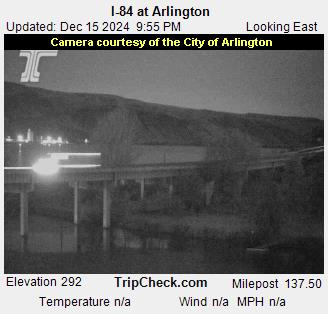 I-84 at Arlington
Updated: Dec 15 2024 9:55 PM Looking East
Camera courtesy of the City of Arlington
Elevation 292 TripCheck.com Milepost 137.50
Temperature n/a Wind n/a MPH n/a